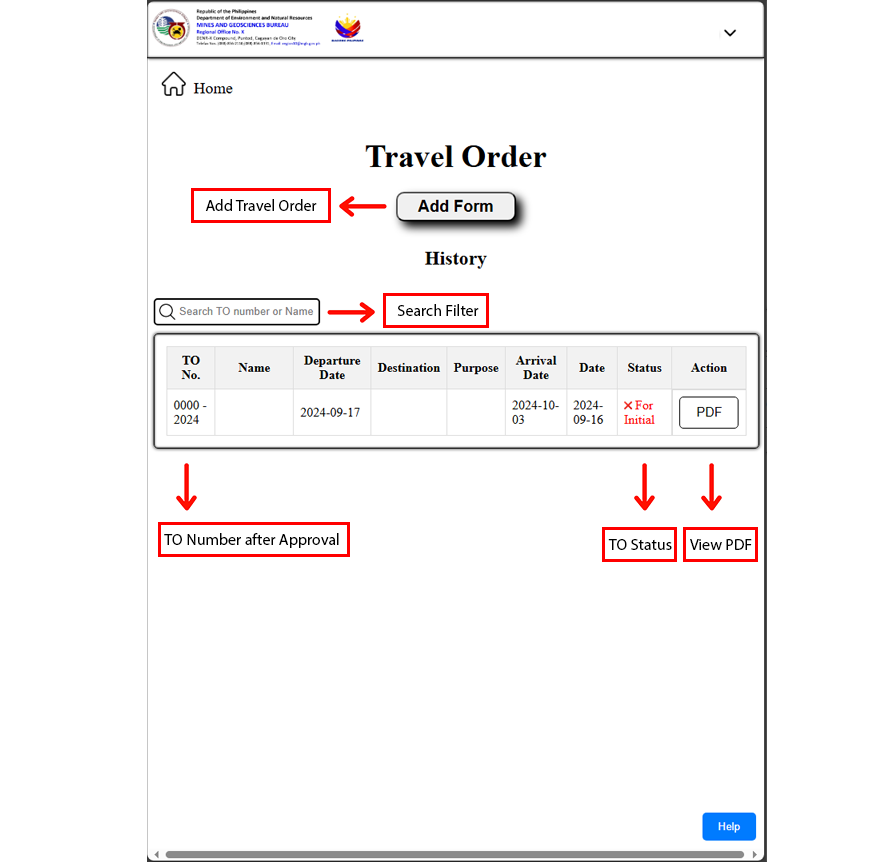 Republic of the Philippines
Department of Environment and Natural Resources
MINES AND GEOSCIENCES BUREAU
Regional Office No. X
DENR-X Compound, Puntod, Cagayan de Oro City
Home
Travel Order
Add Travel Order
Add Form
History
Search TO number or Name
Search Filter
TO No.
Name
Departure Date
Destination
Purpose
Arrival Date
Date
Status
Action
0000 - 2024
2024-09-17
2024-10-03
2024-09-16
For Initial
PDF
TO Number after Approval
TO Status
View PDF
Help